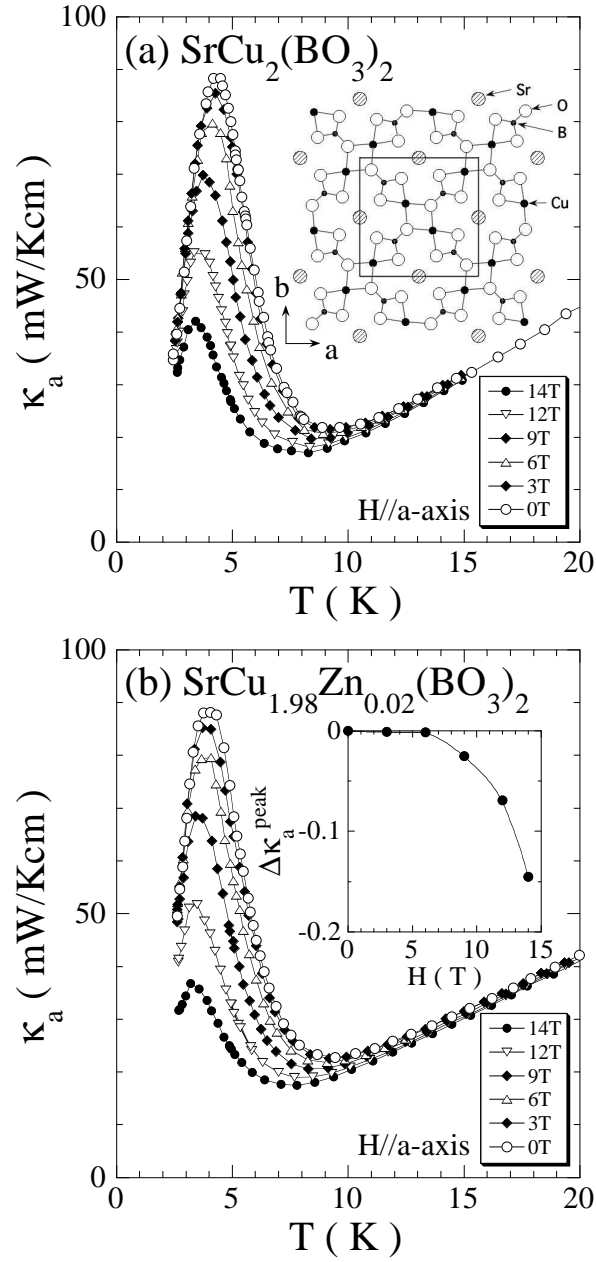 100
(a) SrCu2(BO3)2
Sr
O
B
Cu
b
a
50
κa ( mW/Kcm )
14T
12T
9T
6T
3T
0T
H//a-axis
0
0 5 10 15 20
T ( K )
100
(b) SrCu1.98Zn0.02(BO3)2
0
-0.1
-0.2
Δκa peak
0 5 10 15
H ( T )
50
κa ( mW/Kcm )
14T
12T
9T
6T
3T
0T
H//a-axis
0
0 5 10 15 20
T ( K )